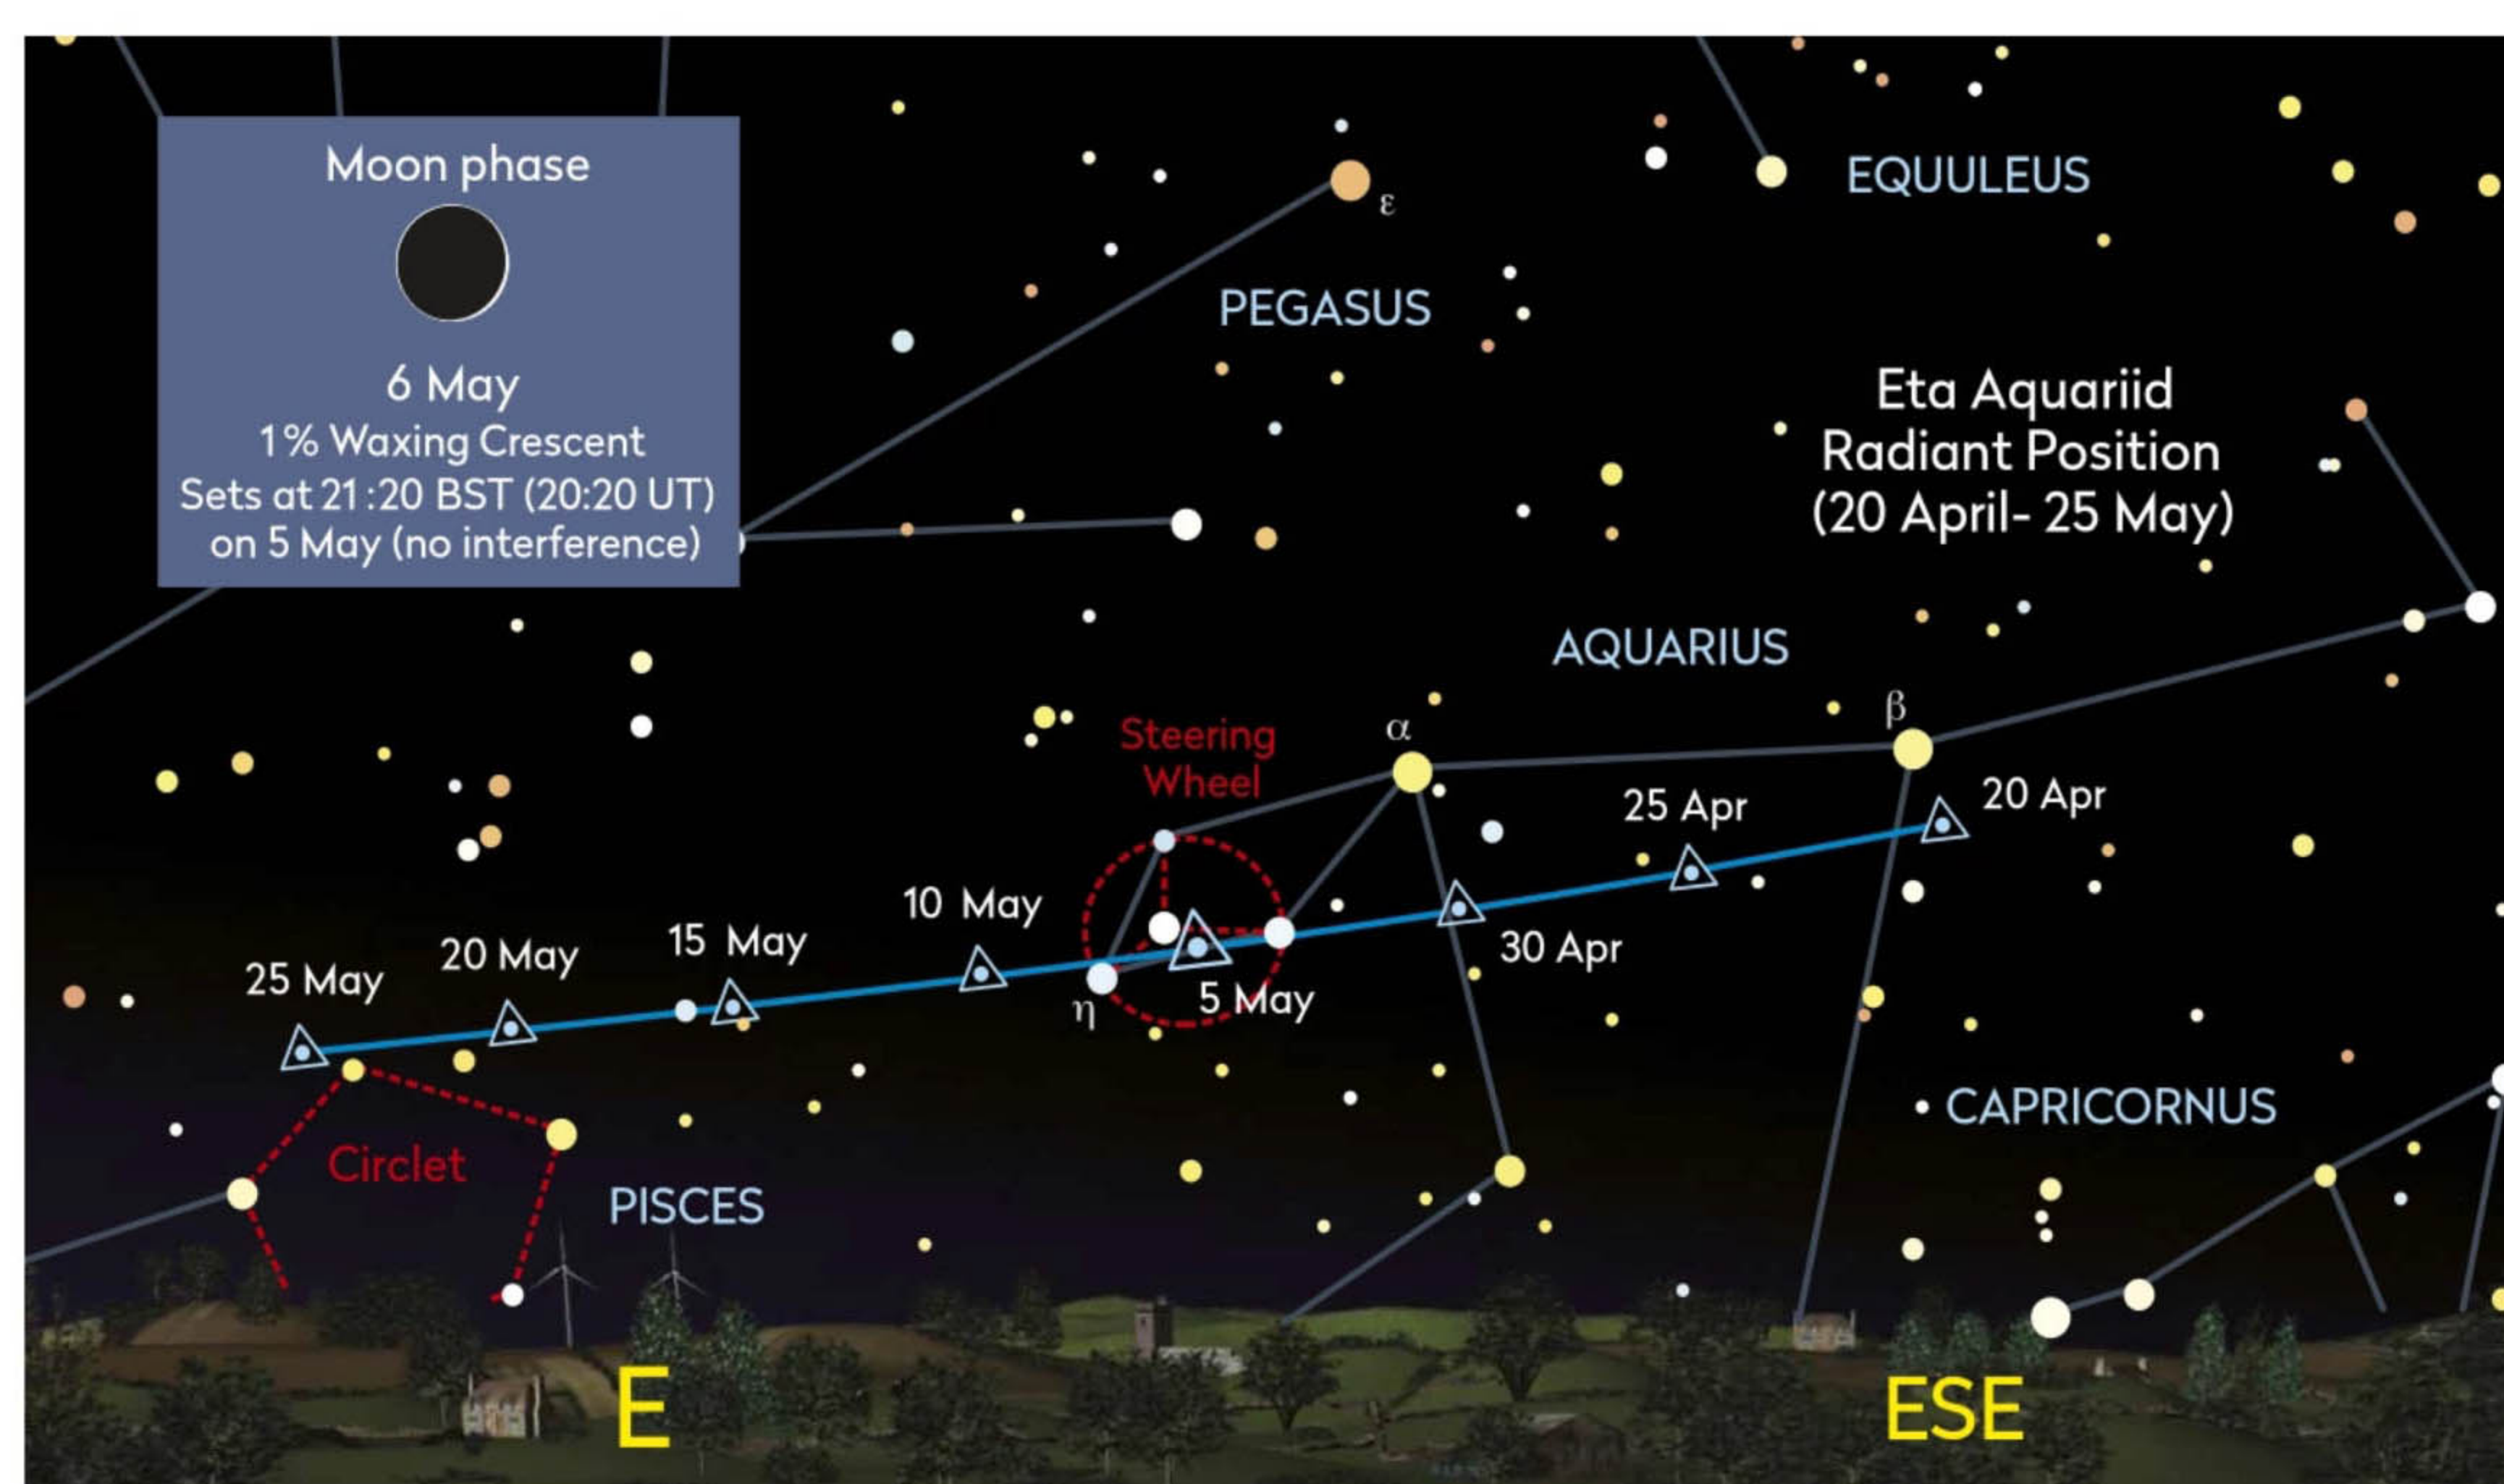 Moon phase
6 May
1% Waxing Crescent
Sets at 21:20 BST (20:20 UT)
on 5 May (no interference)
ε
PEGASUS
EQUULEUS
Eta Aquariid
Radiant Position
(20 April- 25 May)
AQUARIUS
Steering
Wheel
α
β
20 Apr
25 Apr
30 Apr
5 May
η
10 May
15 May
20 May
25 May
Circlet
PISCES
CAPRICORNUS
E
ESE